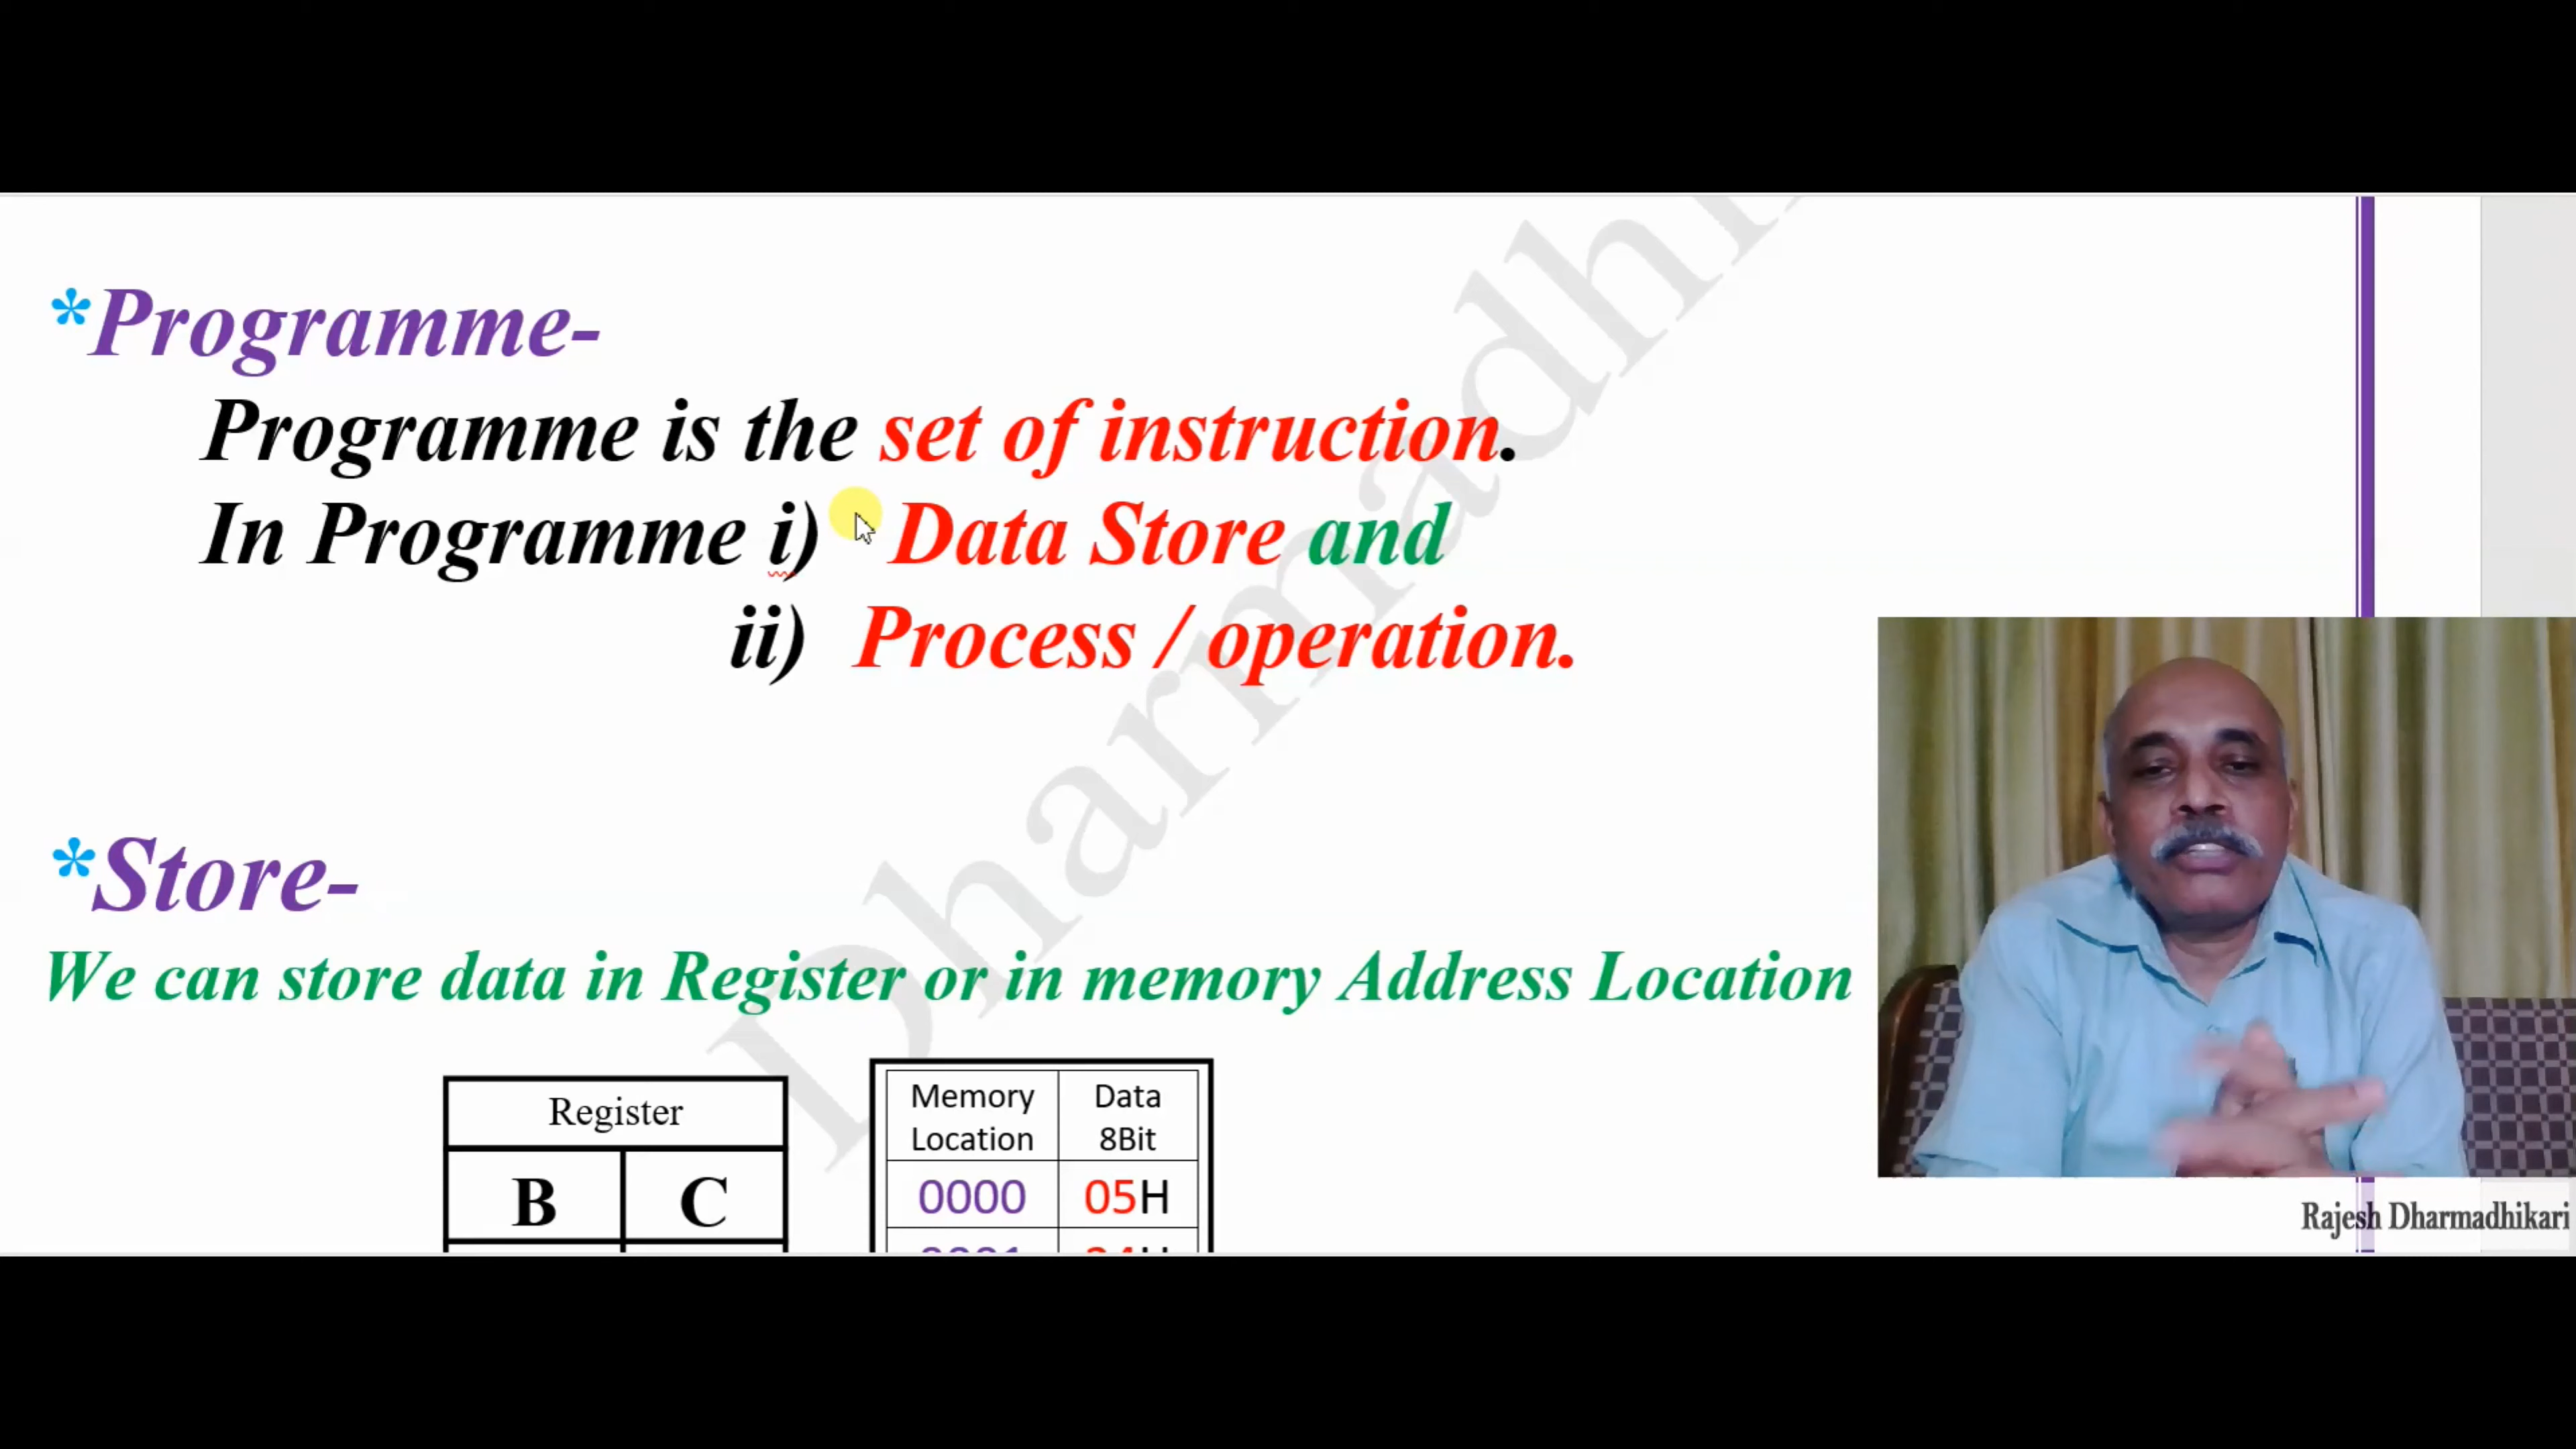 *Programme-
Programme is the set of instruction.
In Programme i) Data Store and
ii) Process / operation.
*Store-
We can store data in Register or in memory Address Location
Register
B C
Memory Location Data 8Bit
0000 05H
Dharmadhi
Rajesh Dharmadhikari